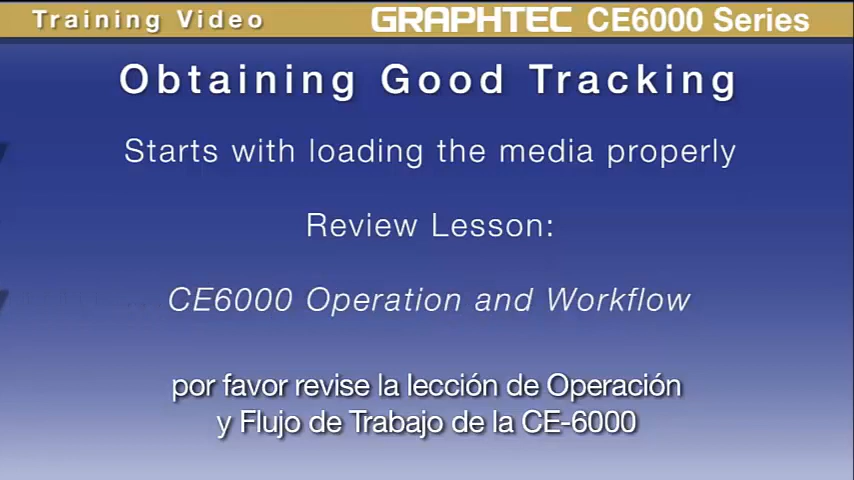 Training Video
GRAPHTEC CE6000 Series
Obtaining Good Tracking
Starts with loading the media properly
Review Lesson:
CE6000 Operation and Workflow
por favor revise la lección de Operación
y Flujo de Trabajo de la CE-6000